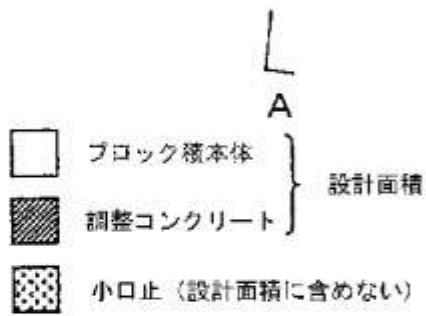 A
ブロック積本体
設計面積
調整コンクリート
小口止（設計面積に含めない）